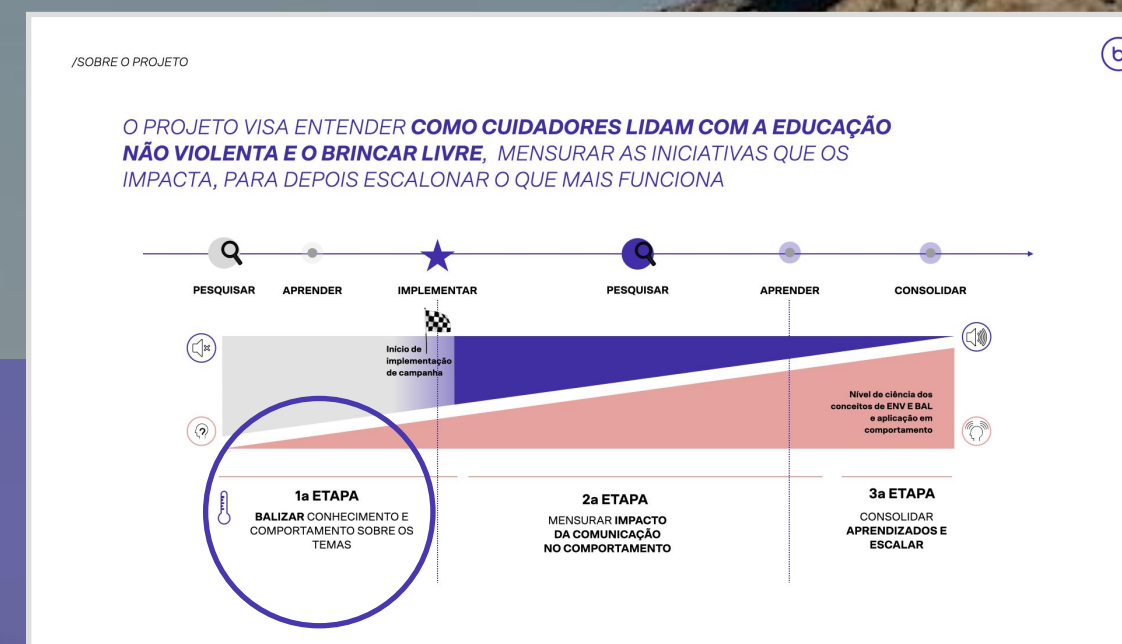 /SOBRE O PROJETO
b
O PROJETO VISA ENTENDER COMO CUIDADORES LIDAM COM A EDUCAÇÃO
NÃO VIOLENTA E O BRINCAR LIVRE, MENSURAR AS INICIATIVAS QUE OS
IMPACTA, PARA DEPOIS ESCALONAR O QUE MAIS FUNCIONA
PESQUISAR APRENDER IMPLEMENTAR PESQUISAR APRENDER CONSOLIDAR
Início de
implementação
de campanha
Nível de ciência dos
conceitos de ENV E BAL
e aplicação em
comportamento
1a ETAPA
BALIZAR CONHECIMENTO E
COMPORTAMENTO SOBRE OS
TEMAS
2a ETAPA
MENSURAR IMPACTO
DA COMUNICAÇÃO
NO COMPORTAMENTO
3a ETAPA
CONSOLIDAR
APRENDIZADOS E
ESCALAR